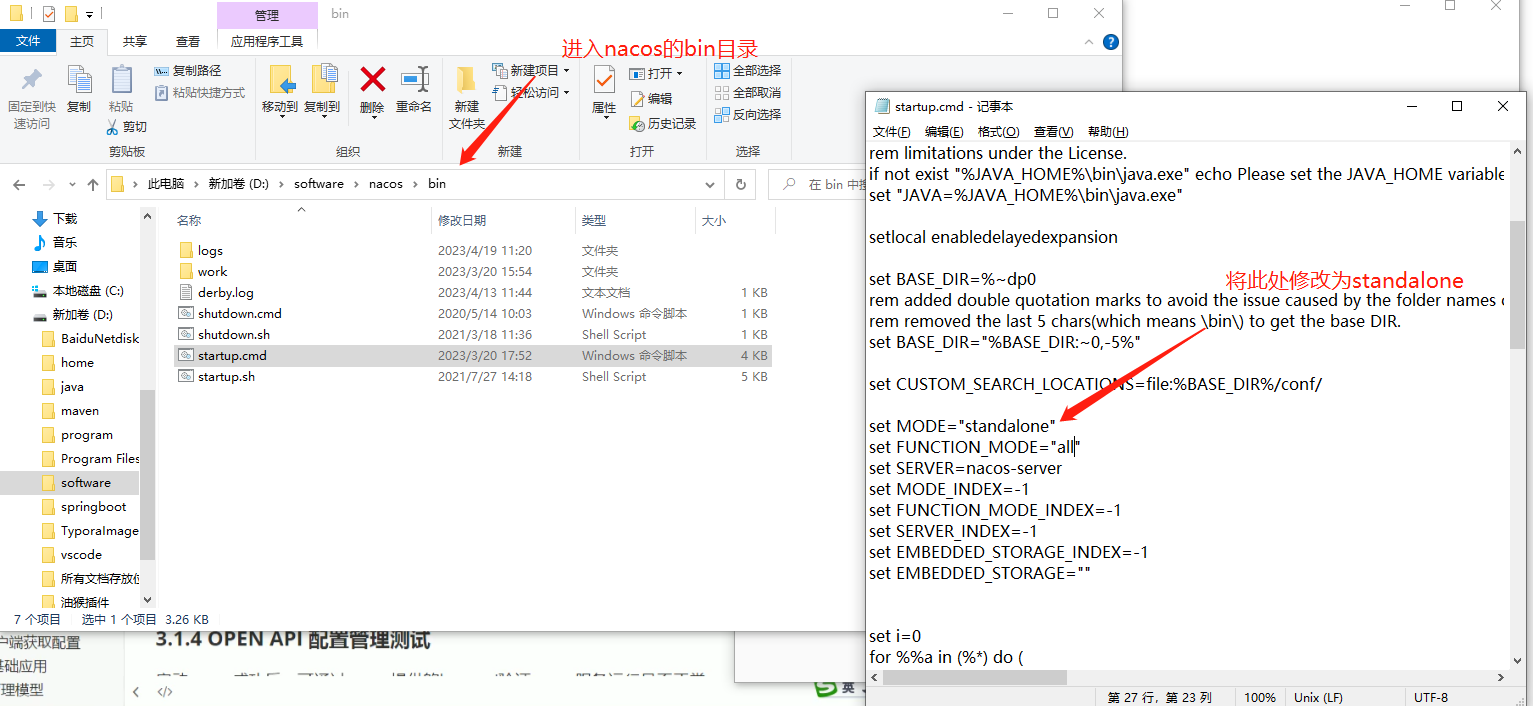 管理
bin
文件
主页
共享
查看
应用程序工具
进入nacos的bin目录
固定到快速访问
复制
粘贴
复制路径
粘贴快捷方式
剪切
剪贴板
移动到
复制到
删除
重命名
组织
新建文件夹
新建项目
轻松访问
新建
属性
打开
编辑
历史记录
打开
全部选择
全部取消
反向选择
选择
此电脑 › 新加卷 (D:) › software › nacos › bin
在 bin 中
名称 修改日期 类型 大小
logs 2023/4/19 11:20 文件夹
work 2023/3/20 15:54 文件夹
derby.log 2023/4/13 11:44 文本文档 1 KB
shutdown.cmd 2020/5/14 10:03 Windows 命令脚本 1 KB
shutdown.sh 2021/3/18 11:36 Shell Script 1 KB
startup.cmd 2023/3/20 17:52 Windows 命令脚本 4 KB
startup.sh 2021/7/27 14:18 Shell Script 5 KB
下载
音乐
桌面
本地磁盘 (C:)
新加卷 (D:)
BaiduNetdisk
home
java
maven
program
Program Files
software
springboot
TyporaImage
vscode
所有文档存放位
油猴插件
7 个项目 选中 1 个项目 3.26 KB
户端获取配置
基础应用
理模型
3.1.4 OPEN API 配置管理测试
</>
英
startup.cmd - 记事本
文件(F) 编辑(E) 格式(O) 查看(V) 帮助(H)
rem limitations under the License.
if not exist "%JAVA_HOME%\bin\java.exe" echo Please set the JAVA_HOME variable
set "JAVA=%JAVA_HOME%\bin\java.exe"
setlocal enabledelayedexpansion
set BASE_DIR=%~dp0
将此处修改为standalone
rem added double quotation marks to avoid the issue caused by the folder names
rem removed the last 5 chars(which means \bin\) to get the base DIR.
set BASE_DIR="%BASE_DIR:~0,-5%"
set CUSTOM_SEARCH_LOCATIONS=file:%BASE_DIR%/conf/
set MODE="standalone"
set FUNCTION_MODE="all"
set SERVER=nacos-server
set MODE_INDEX=-1
set FUNCTION_MODE_INDEX=-1
set SERVER_INDEX=-1
set EMBEDDED_STORAGE_INDEX=-1
set EMBEDDED_STORAGE=""
set i=0
for %%a in (%*) do (
第 27 行，第 23 列 100% Unix (LF) UTF-8